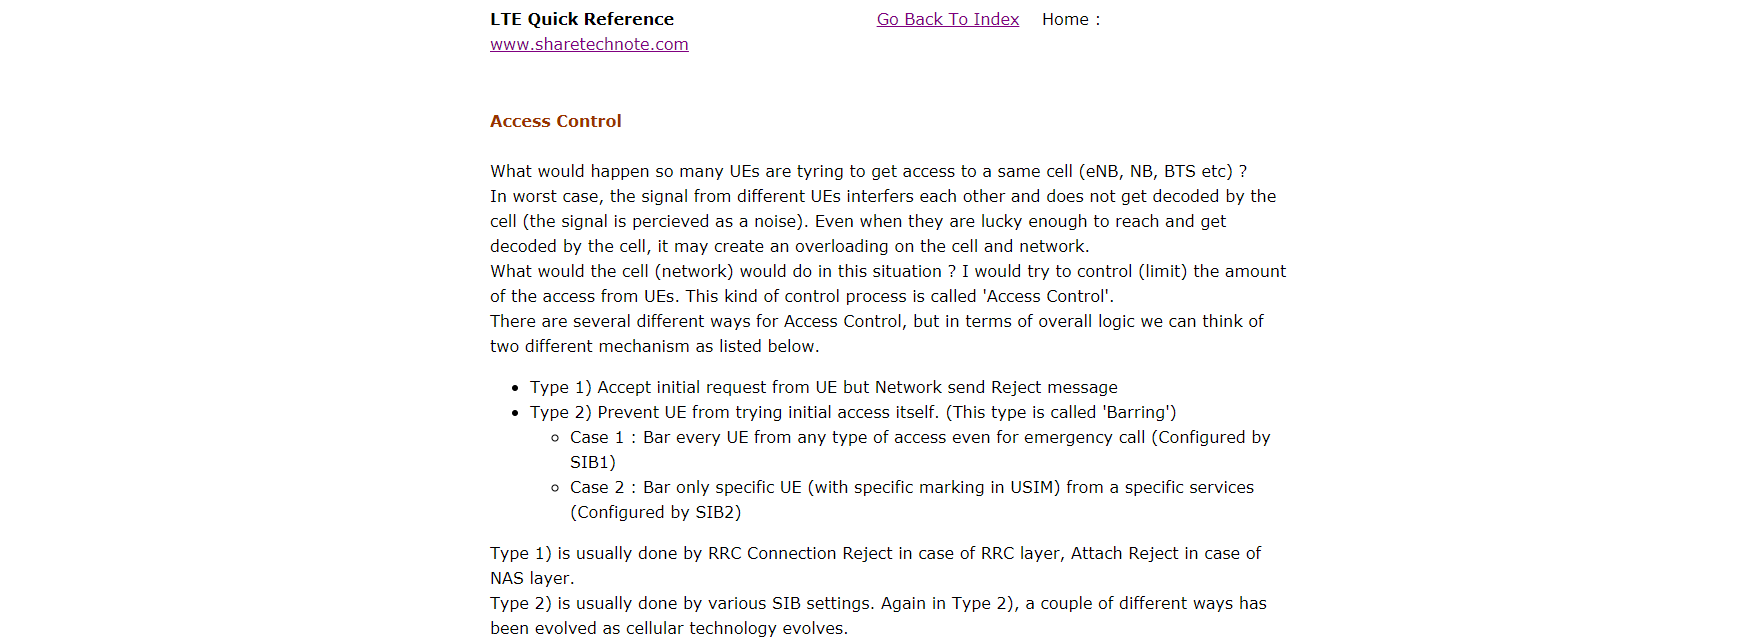 LTE Quick Reference Go Back To Index Home :
www.sharetechnote.com
Access Control
What would happen so many UEs are tyring to get access to a same cell (eNB, NB, BTS etc) ?
In worst case, the signal from different UEs interfers each other and does not get decoded by the
cell (the signal is percieved as a noise). Even when they are lucky enough to reach and get
decoded by the cell, it may create an overloading on the cell and network.
What would the cell (network) would do in this situation ? I would try to control (limit) the amount
of the access from UEs. This kind of control process is called 'Access Control'.
There are several different ways for Access Control, but in terms of overall logic we can think of
two different mechanism as listed below.
• Type 1) Accept initial request from UE but Network send Reject message
• Type 2) Prevent UE from trying initial access itself. (This type is called 'Barring')
○ Case 1 : Bar every UE from any type of access even for emergency call (Configured by
SIB1)
○ Case 2 : Bar only specific UE (with specific marking in USIM) from a specific services
(Configured by SIB2)
Type 1) is usually done by RRC Connection Reject in case of RRC layer, Attach Reject in case of
NAS layer.
Type 2) is usually done by various SIB settings. Again in Type 2), a couple of different ways has
been evolved as cellular technology evolves.